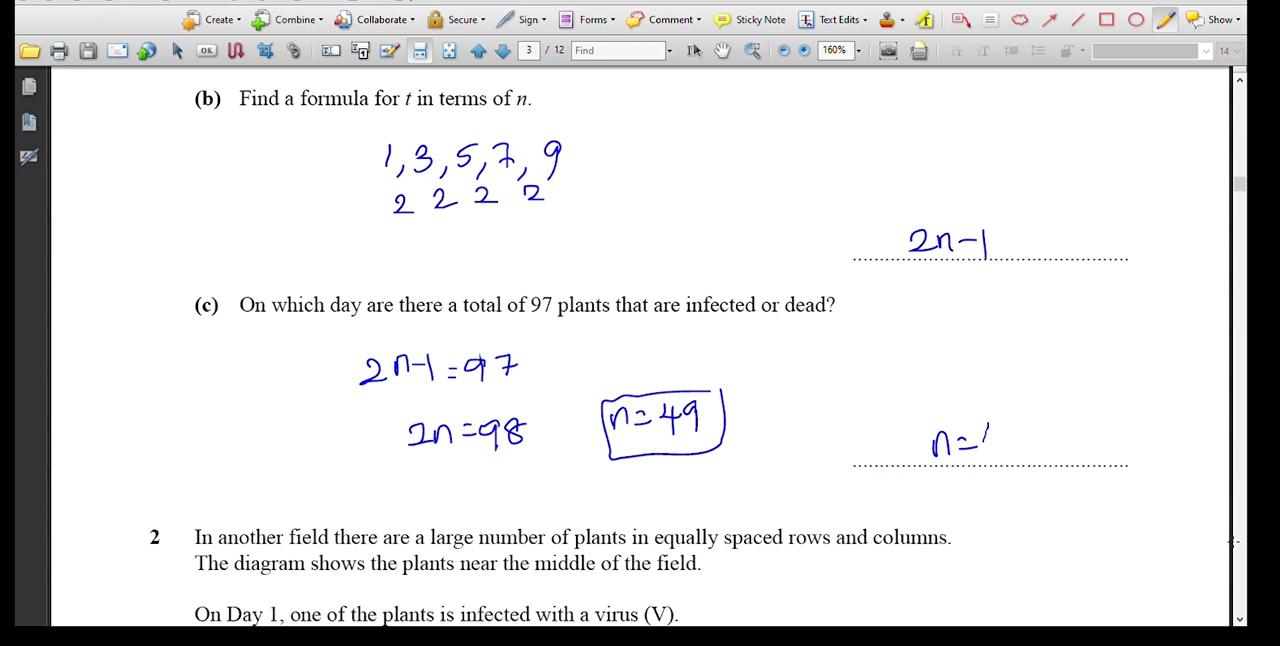 Create Combine Collaborate Secure Sign Forms Comment Sticky Note Text Edits Show
OK 3 / 12 Find 160% 14
(b) Find a formula for t in terms of n.
1, 3, 5, 7, 9
2 2 2 2
2n-1
(c) On which day are there a total of 97 plants that are infected or dead?
2n-1=97
2n=98
n=49
n=
2 In another field there are a large number of plants in equally spaced rows and columns.
The diagram shows the plants near the middle of the field.
On Day 1, one of the plants is infected with a virus (V).